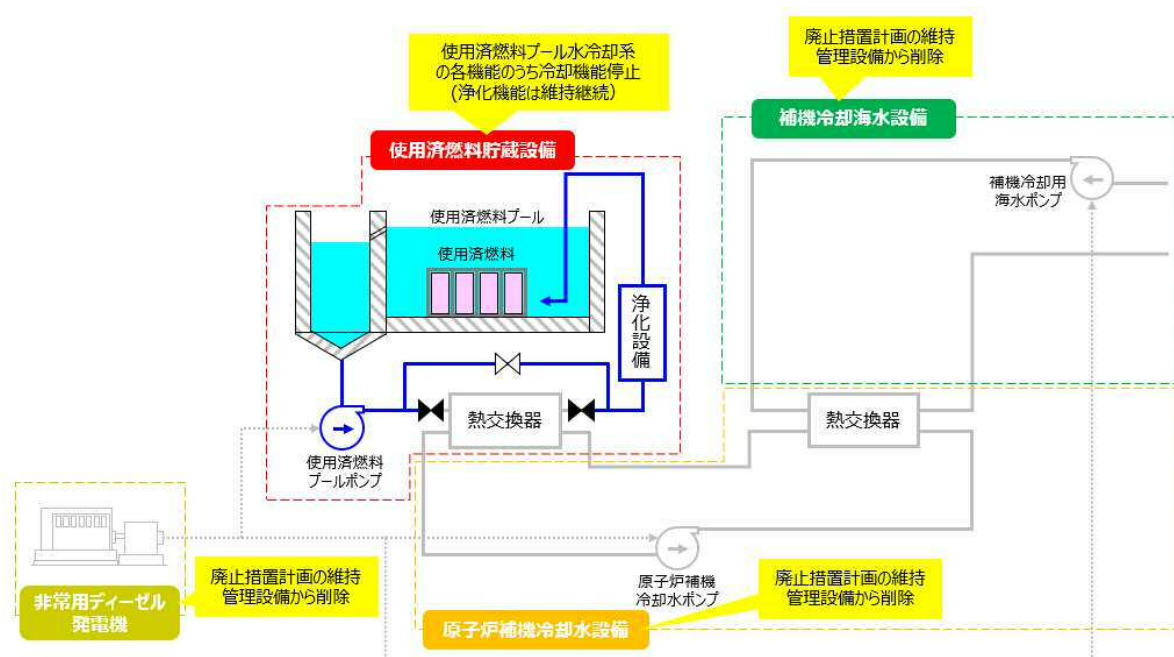 使用済燃料プール水冷却系
の各機能のうち冷却機能停止
(浄化機能は維持継続)
廃止措置計画の維持
管理設備から削除
使用済燃料貯蔵設備
補機冷却海水設備
補機冷却用
海水ポンプ
使用済燃料プール
使用済燃料
浄化設備
熱交換器
熱交換器
使用済燃料
プールポンプ
廃止措置計画の維持
管理設備から削除
非常用ディーゼル
発電機
原子炉補機
冷却水ポンプ
廃止措置計画の維持
管理設備から削除
原子炉補機冷却水設備